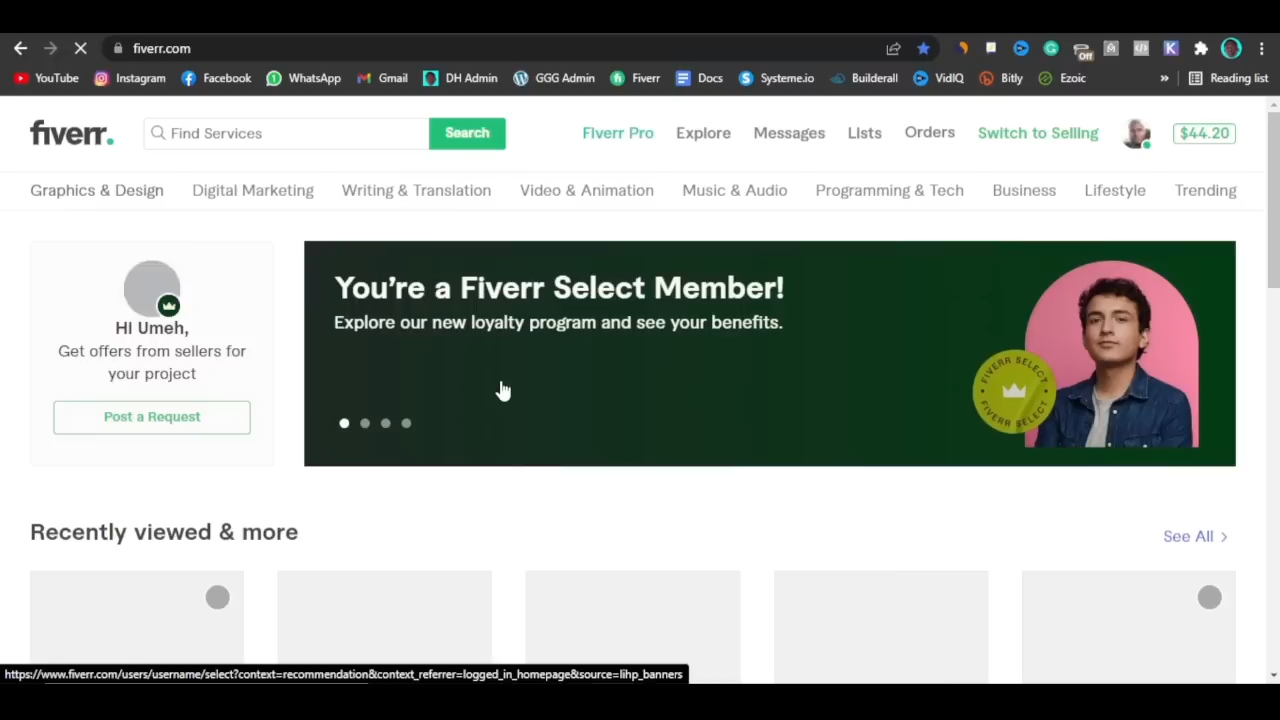 fiverr.com
Off
YouTube Instagram Facebook WhatsApp Gmail DH Admin GGG Admin Fiverr Docs Systeme.io Builderall VidIQ Bitly Ezoic » Reading list
fiverr. Find Services Search Fiverr Pro Explore Messages Lists Orders Switch to Selling $44.20
Graphics & Design Digital Marketing Writing & Translation Video & Animation Music & Audio Programming & Tech Business Lifestyle Trending
You're a Fiverr Select Member!
Explore our new loyalty program and see your benefits.
FIVERR SELECT
FIVERR SELECT
Hi Umeh,
Get offers from sellers for
your project
Post a Request
Recently viewed & more
See All >
https://www.fiverr.com/users/username/select?context=recommendation&context_referrer=logged_in_homepage&source=lihp_banners